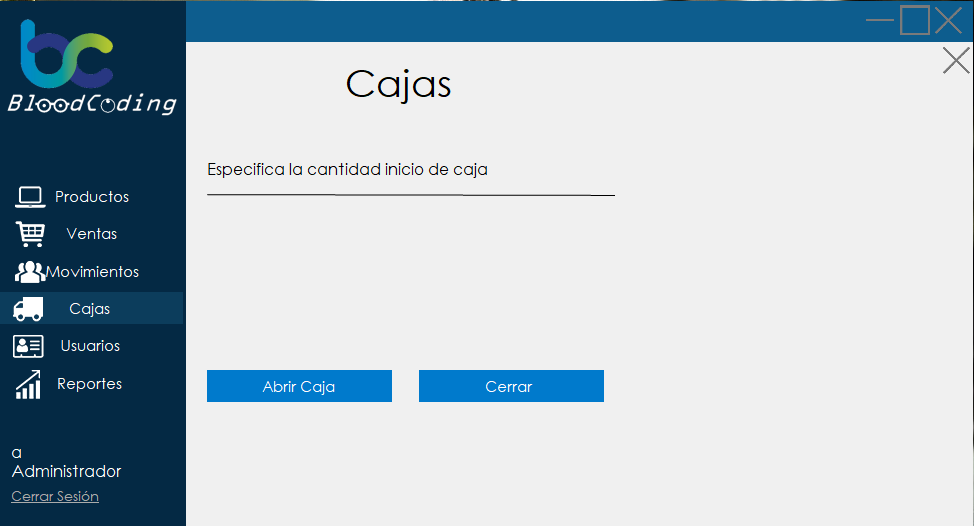 bc
BloodCoding
Productos
Ventas
Movimientos
Cajas
Usuarios
Reportes
a
Administrador
Cerrar Sesión
Cajas
Especifica la cantidad inicio de caja
Abrir Caja
Cerrar